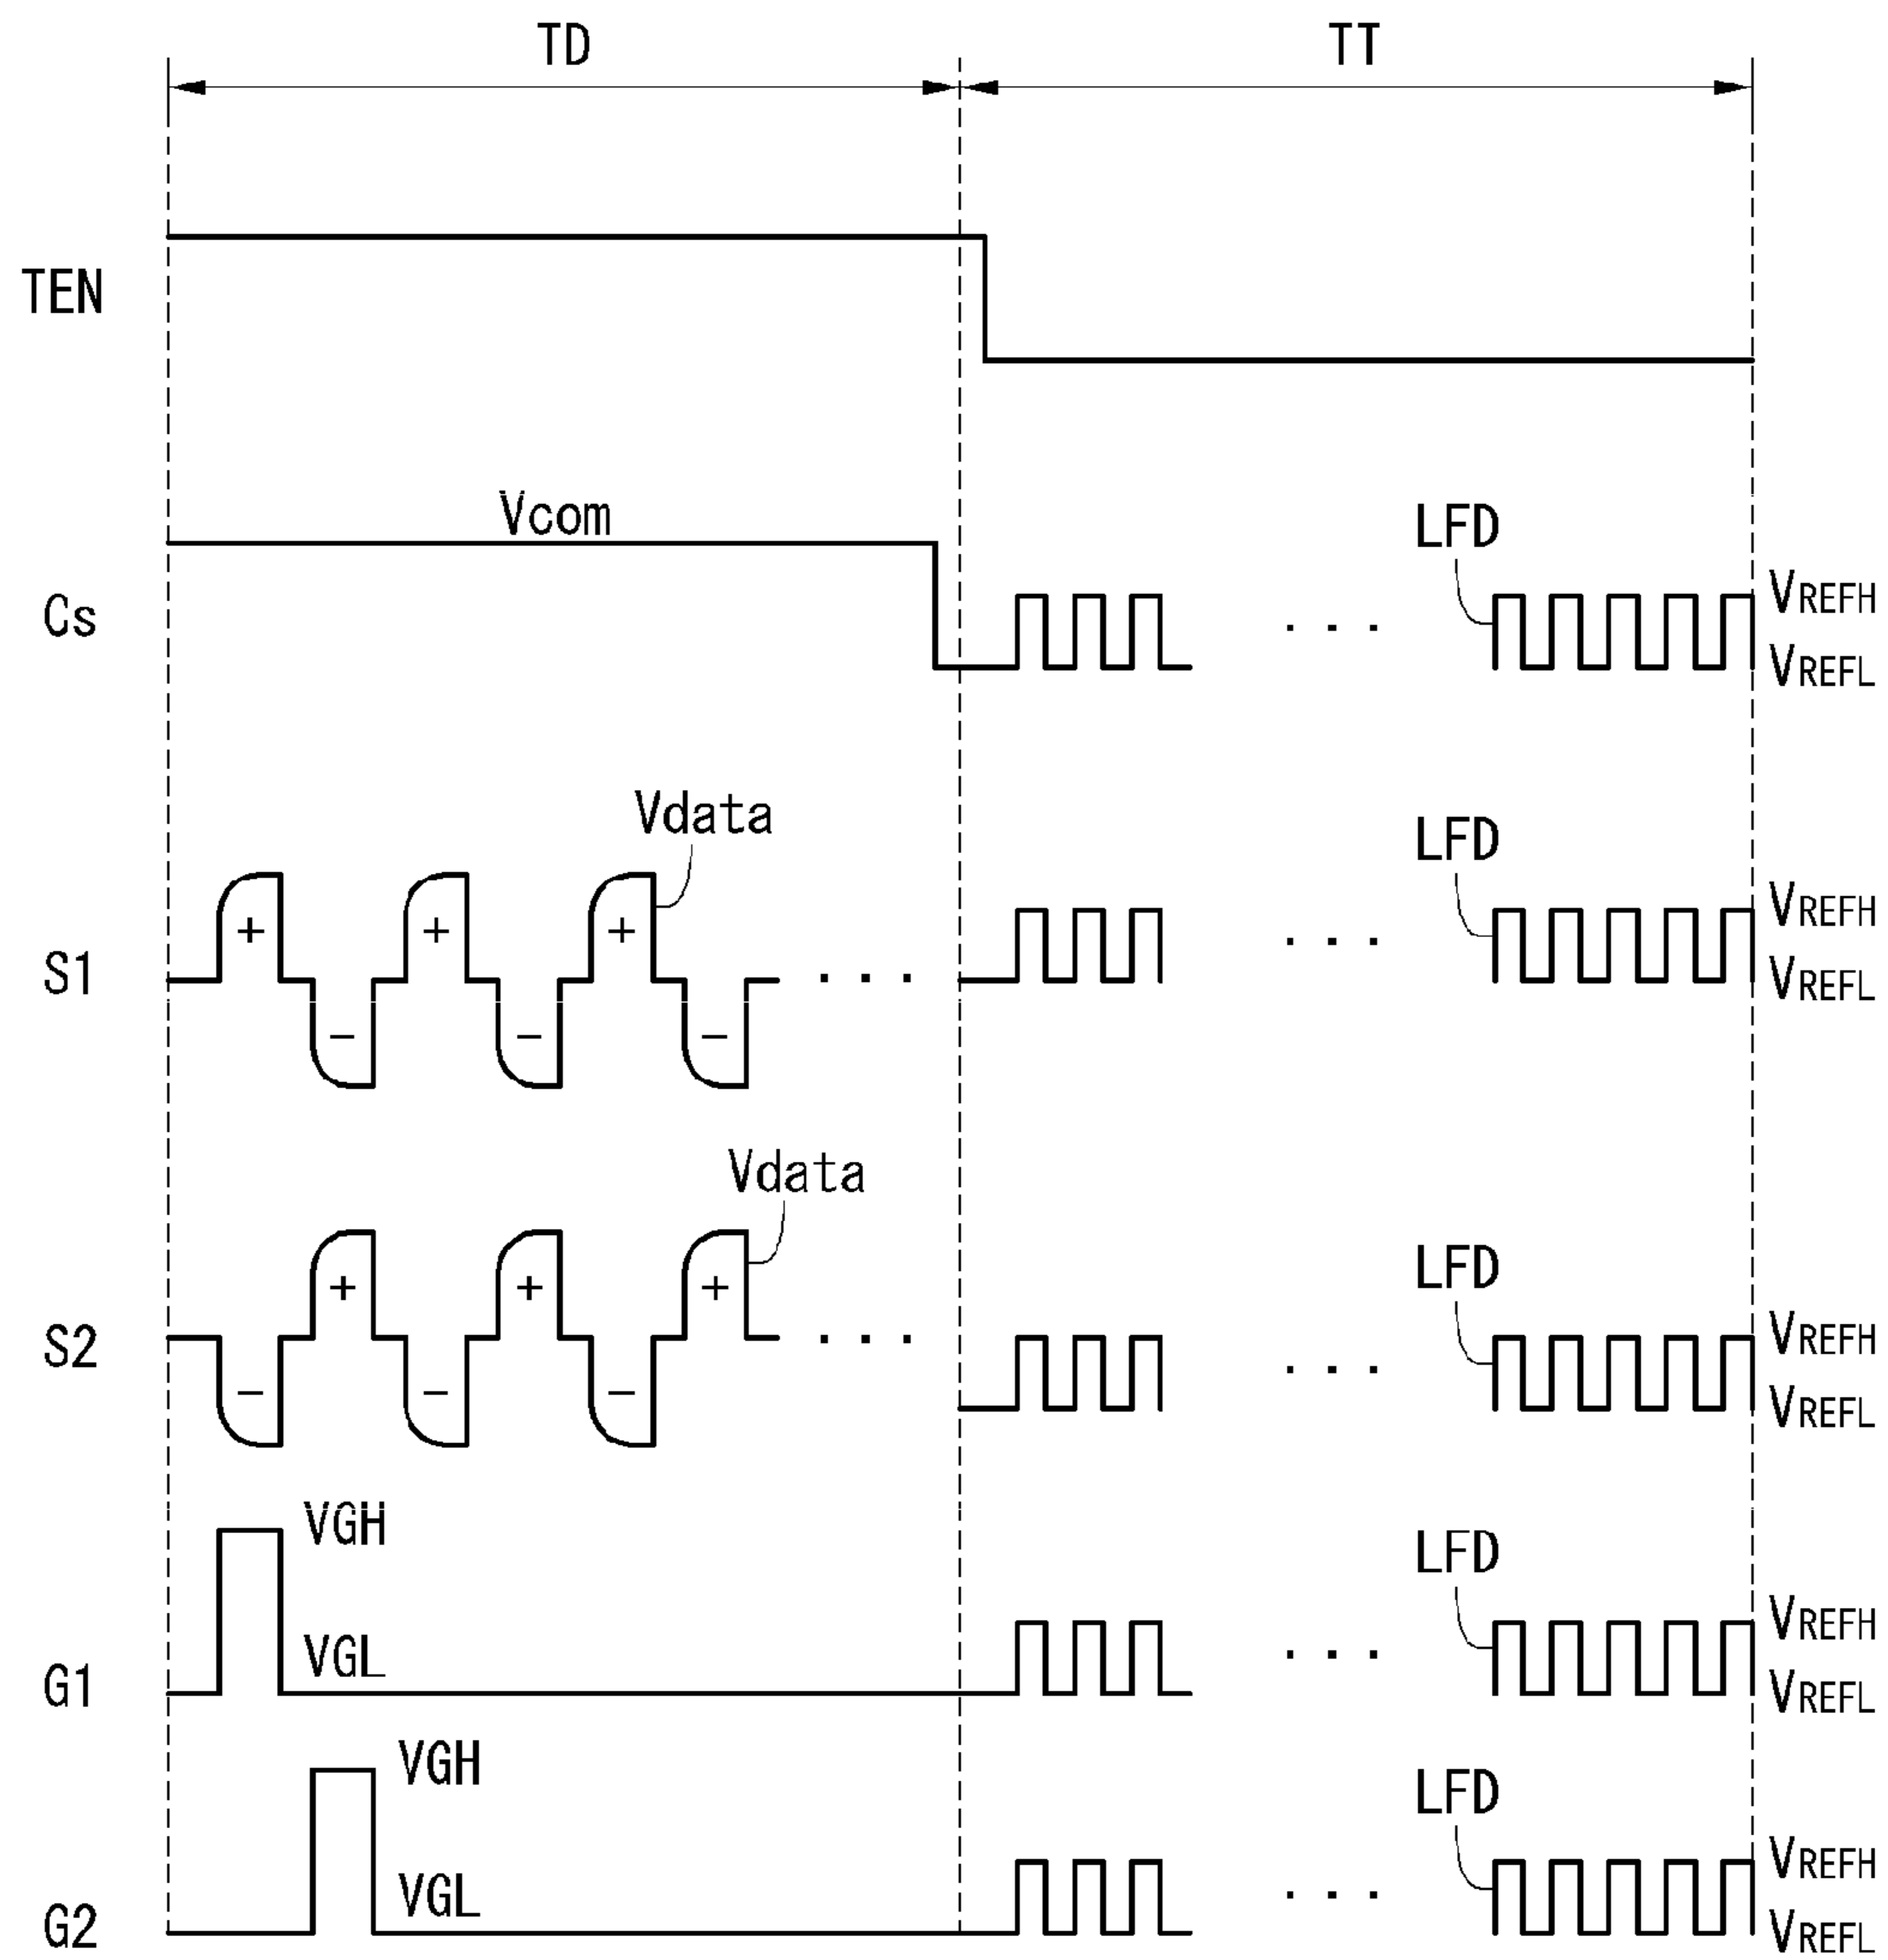 TD TT
TEN
Vcom LFD
Cs VREFH
VREFL
Vdata LFD
+ + + VREFH
S1 ... ... VREFL
- - -
Vdata
LFD
+ + +
S2 ... ... VREFH
- - - VREFL
VGH LFD
VREFH
VGL ...
G1 VREFL
VGH LFD
VREFH
VGL ...
G2 VREFL